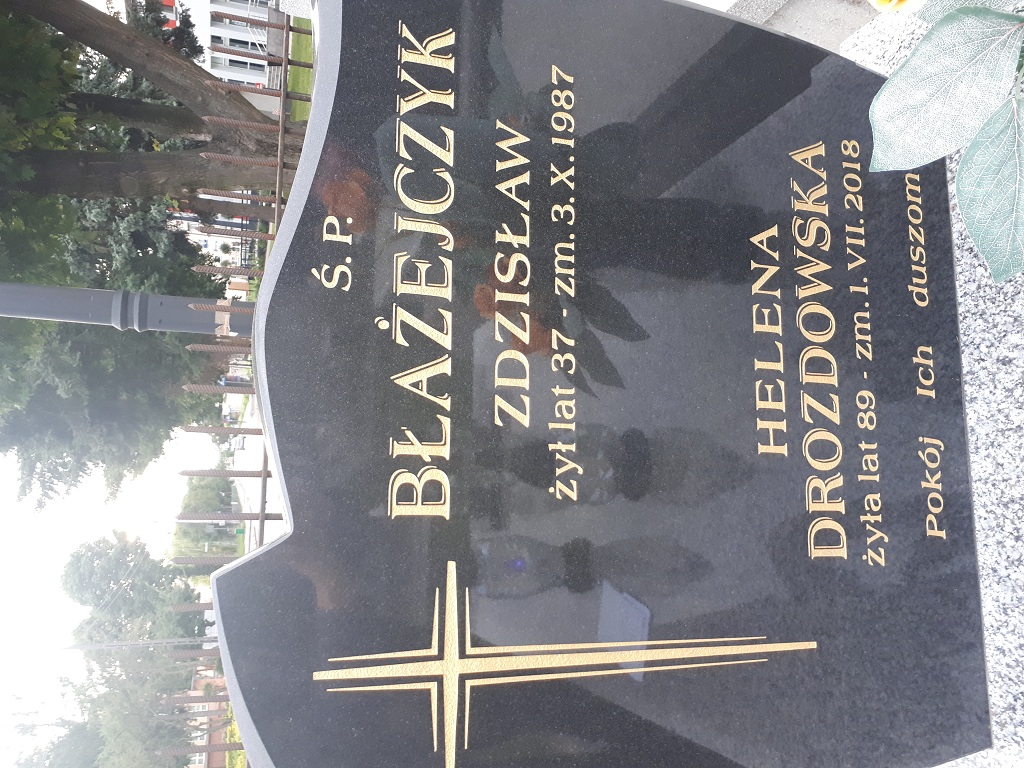 Ś. P.
BŁAŻEJCZYK
ZDZISŁAW
żył lat 37 - zm. 3. X. 1987
HELENA
DROZDOWSKA
żyła lat 89 - zm. 1. VII. 2018
Pokój Ich duszom